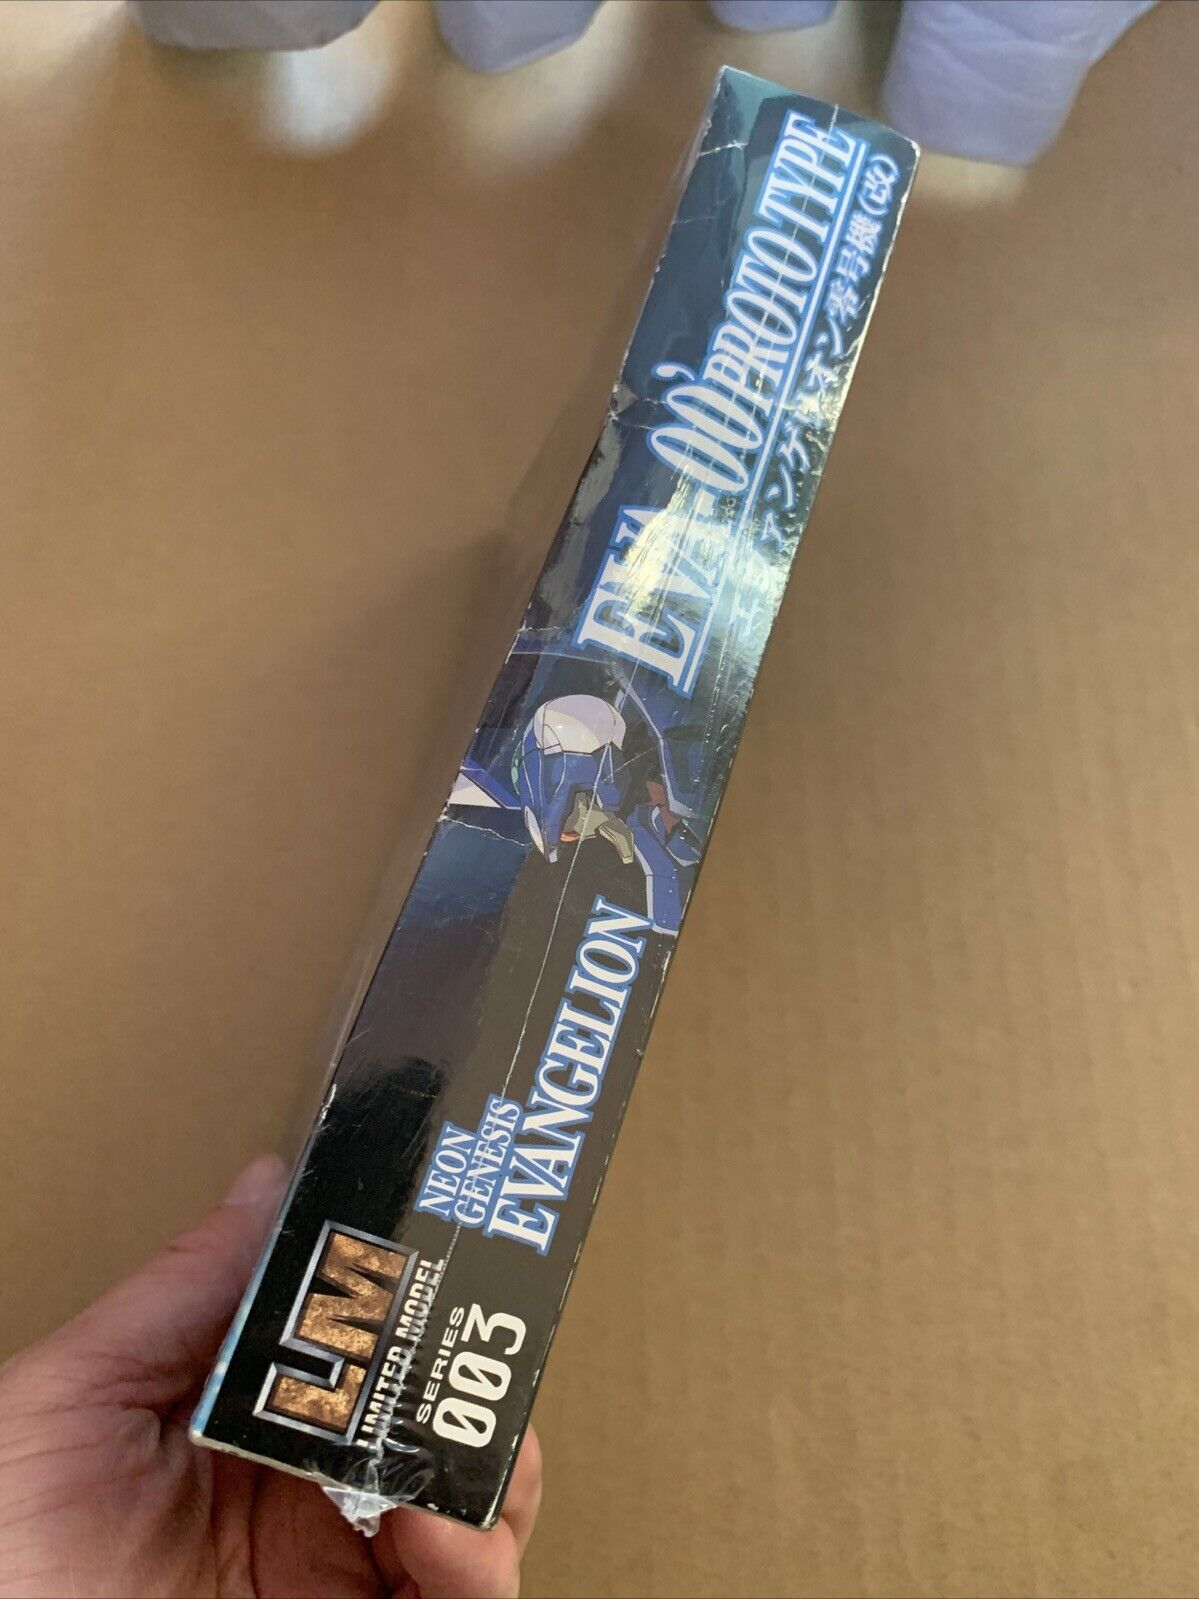 LM
LIMITED MODEL
SERIES
003
NEON
GENESIS
EVANGELION
EVA-00' PROTO TYPE
エヴァンゲリオン零号機(改)